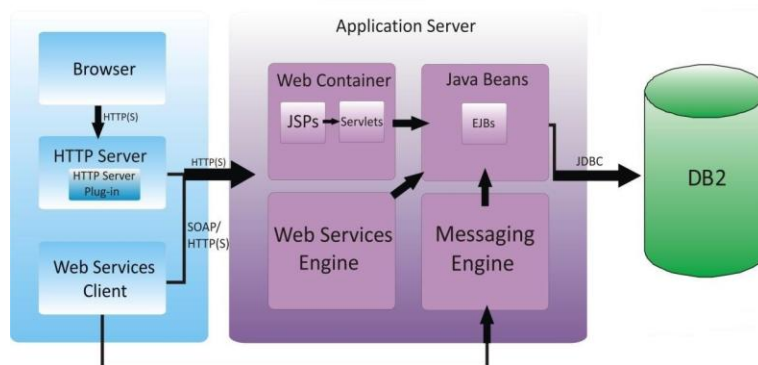 Application Server
Browser
HTTP(S)
HTTP Server
HTTP Server
Plug-in
SOAP/
HTTP(S)
Web Services
Client
HTTP(S)
Web Container
JSPs
Servlets
Java Beans
EJBs
Web Services
Engine
Messaging
Engine
JDBC
DB2